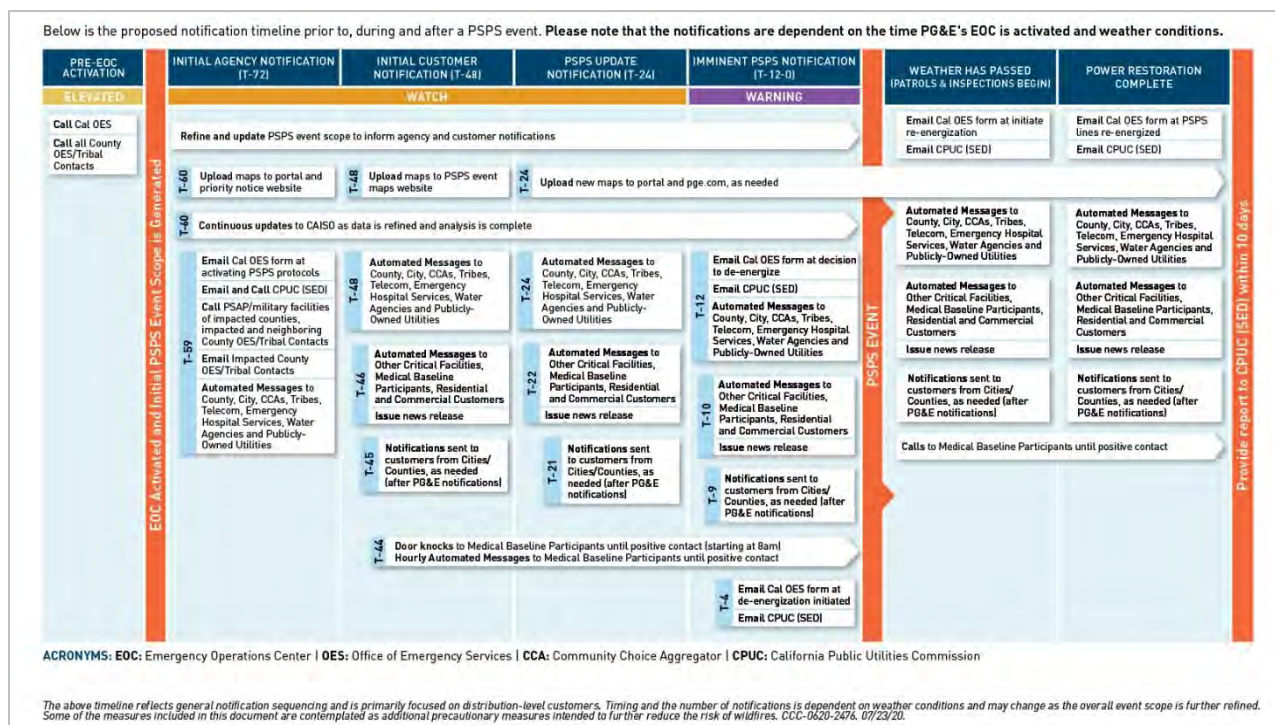 Below is the proposed notification timeline prior to, during and after a PSPS event. Please note that the notifications are dependent on the time PG&E's EOC is activated and weather conditions.
PRE-EOC
ACTIVATION
ELEVATED
INITIAL AGENCY NOTIFICATION
(T-72)
INITIAL CUSTOMER
NOTIFICATION (T-48)
PSPS UPDATE
NOTIFICATION (T-24)
WATCH
IMMINENT PSPS NOTIFICATION
(T-12-0)
WARNING
WEATHER HAS PASSED
(PATROLS & INSPECTIONS BEGIN)
POWER RESTORATION
COMPLETE
Call Cal OES
Call all County
OES/Tribal
Contacts
EOC Activated and Initial PSPS Event Scope is Generated
Refine and update PSPS event scope to inform agency and customer notifications
T-60
Upload maps to portal and
priority notice website
T-48
Upload maps to PSPS event
maps website
T-24
Upload new maps to portal and pge.com, as needed
T-60
Continuous updates to CAISO as data is refined and analysis is complete
T-59
Email Cal OES form at
activating PSPS protocols
Email and Call CPUC (SED)
Call PSAP/military facilities
of impacted counties,
impacted and neighboring
County OES/Tribal Contacts
Email Impacted County
OES/Tribal Contacts
Automated Messages to
County, City, CCAs, Tribes,
Telecom, Emergency
Hospital Services, Water
Agencies and Publicly-
Owned Utilities
T-48
Automated Messages to
County, City, CCAs, Tribes,
Telecom, Emergency
Hospital Services, Water
Agencies and Publicly-
Owned Utilities
T-46
Automated Messages to
Other Critical Facilities,
Medical Baseline
Participants, Residential
and Commercial Customers
Issue news release
T-45
Notifications sent to
customers from Cities/
Counties, as needed
(after PG&E notifications)
T-24
Automated Messages to
County, City, CCAs, Tribes,
Telecom, Emergency
Hospital Services, Water
Agencies and Publicly-
Owned Utilities
T-22
Automated Messages to
Other Critical Facilities,
Medical Baseline
Participants, Residential
and Commercial Customers
Issue news release
T-21
Notifications sent
to customers from
Cities/Counties, as
needed (after PG&E
notifications)
T-44
Door knocks to Medical Baseline Participants until positive contact (starting at 8am)
Hourly Automated Messages to Medical Baseline Participants until positive contact
T-12
Email Cal OES form at decision
to de-energize
Email CPUC (SED)
Automated Messages to
County, City, CCAs, Tribes,
Telecom, Emergency Hospital
Services, Water Agencies and
Publicly-Owned Utilities
T-10
Automated Messages to
Other Critical Facilities,
Medical Baseline
Participants, Residential
and Commercial Customers
Issue news release
T-9
Notifications sent to
customers from Cities/
Counties, as needed (after
PG&E notifications)
T-4
Email Cal OES form at
de-energization initiated
Email CPUC (SED)
PSPS EVENT
Email Cal OES form at initiate
re-energization
Email CPUC (SED)
Automated Messages to
County, City, CCAs, Tribes,
Telecom, Emergency Hospital
Services, Water Agencies and
Publicly-Owned Utilities
Automated Messages to
Other Critical Facilities,
Medical Baseline Participants,
Residential and Commercial
Customers
Issue news release
Notifications sent to
customers from Cities/
Counties, as needed (after
PG&E notifications)
Email Cal OES form at PSPS
lines re-energized
Email CPUC (SED)
Automated Messages to
County, City, CCAs, Tribes,
Telecom, Emergency Hospital
Services, Water Agencies and
Publicly-Owned Utilities
Automated Messages to
Other Critical Facilities,
Medical Baseline Participants,
Residential and Commercial
Customers
Issue news release
Notifications sent to
customers from Cities/
Counties, as needed (after
PG&E notifications)
Calls to Medical Baseline Participants until positive contact
Provide report to CPUC (SED) within 10 days
ACRONYMS: EOC: Emergency Operations Center | OES: Office of Emergency Services | CCA: Community Choice Aggregator | CPUC: California Public Utilities Commission
The above timeline reflects general notification sequencing and is primarily focused on distribution-level customers. Timing and the number of notifications is dependent on weather conditions and may change as the overall event scope is further refined.
Some of the measures included in this document are contemplated as additional precautionary measures intended to further reduce the risk of wildfires. CCC-0620-2476. 07/23/20.